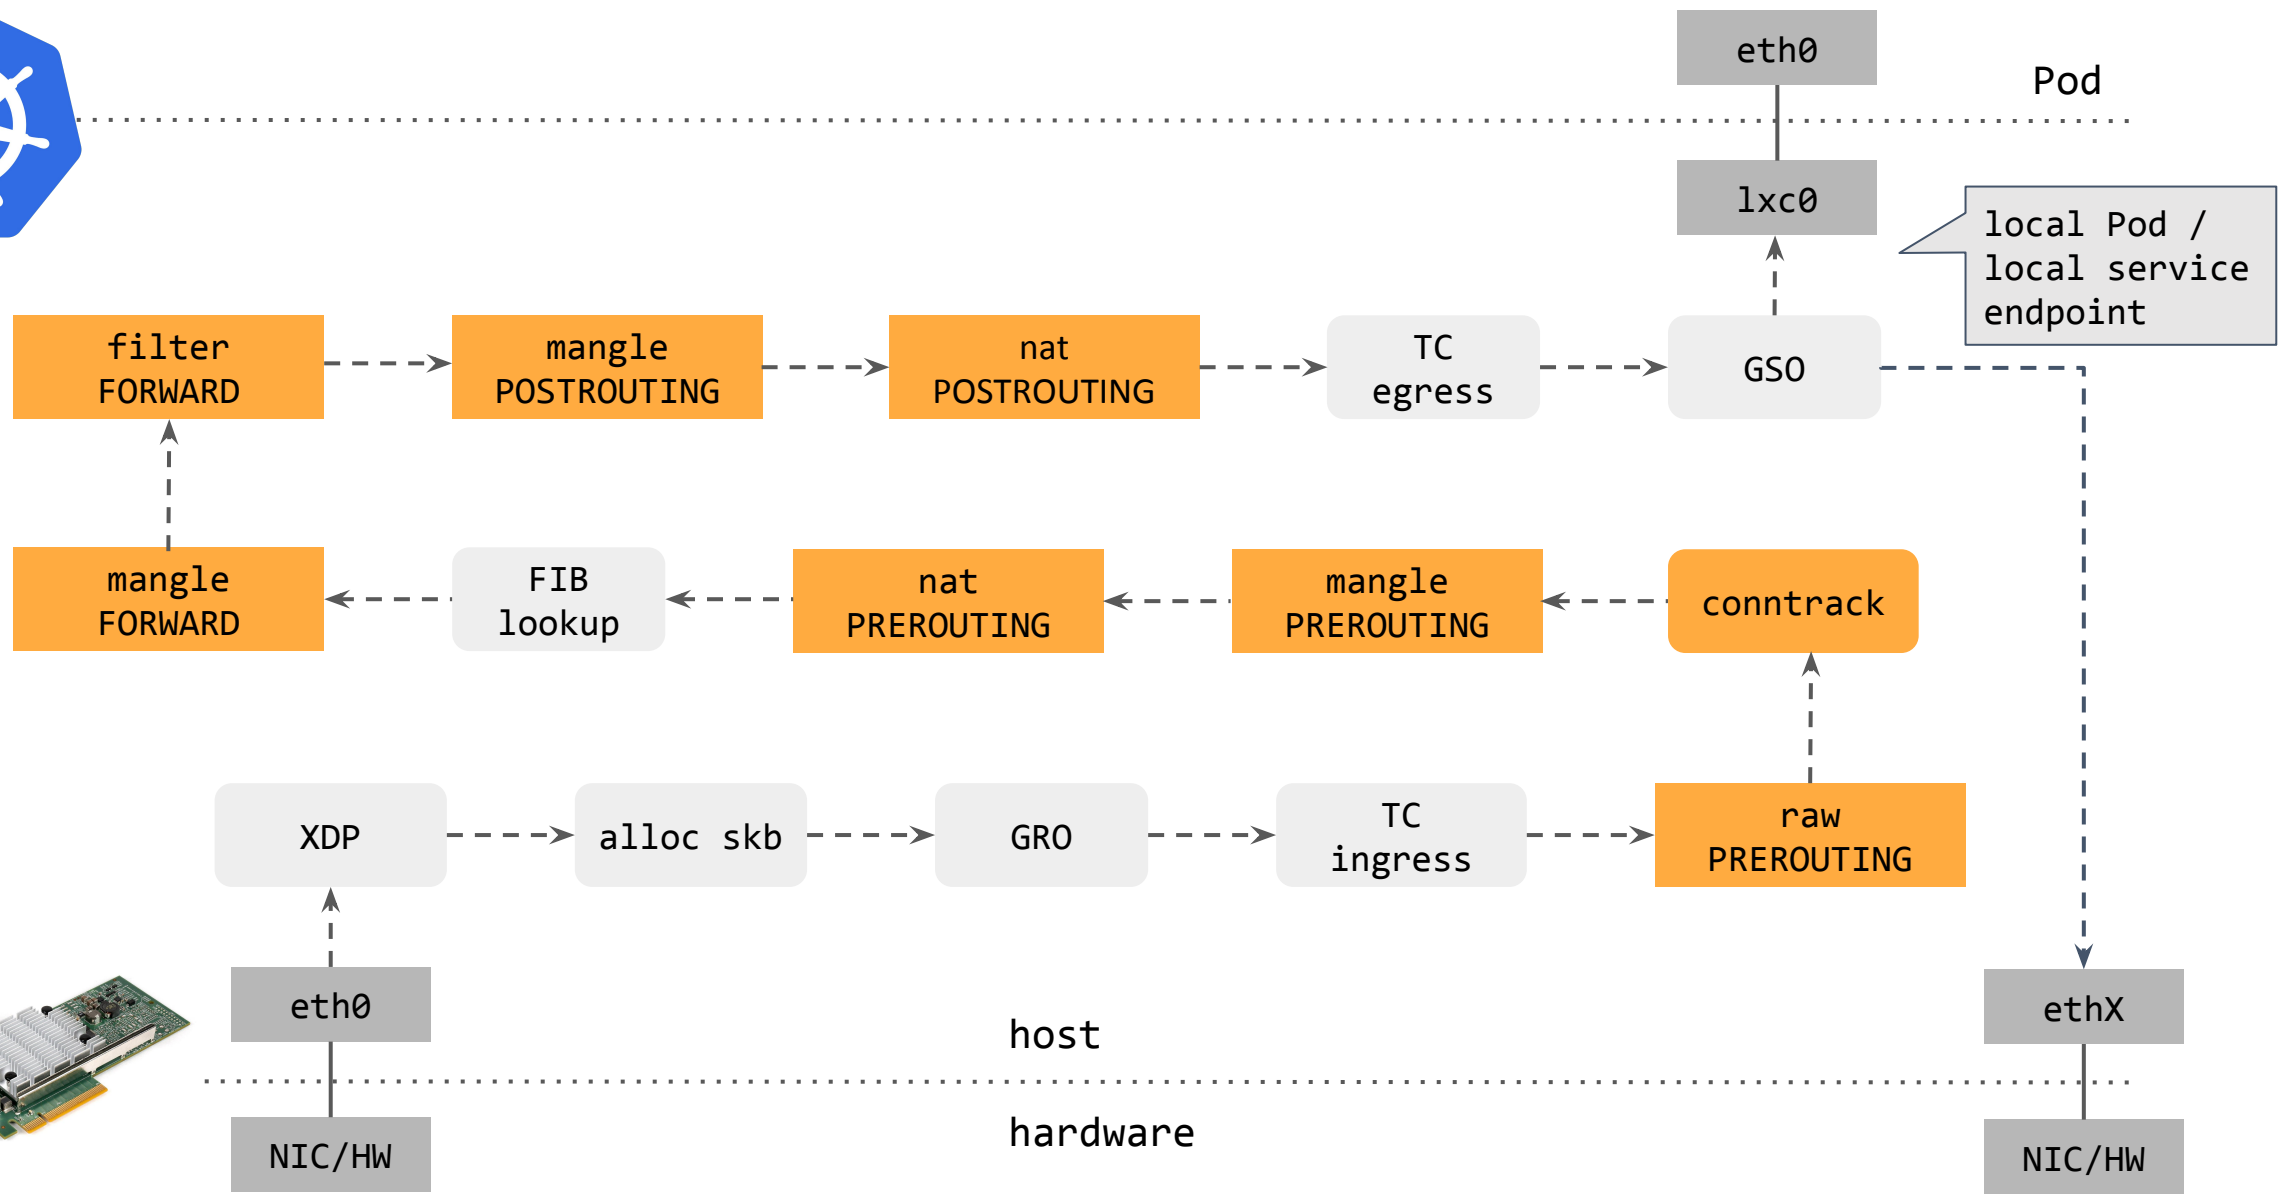 eth0
Pod
lxc0
local Pod /
local service
endpoint
filter
FORWARD
mangle
POSTROUTING
nat
POSTROUTING
TC
egress
GSO
mangle
FORWARD
FIB
lookup
nat
PREROUTING
mangle
PREROUTING
conntrack
XDP
alloc skb
GRO
TC
ingress
raw
PREROUTING
eth0
host
ethX
hardware
NIC/HW
NIC/HW